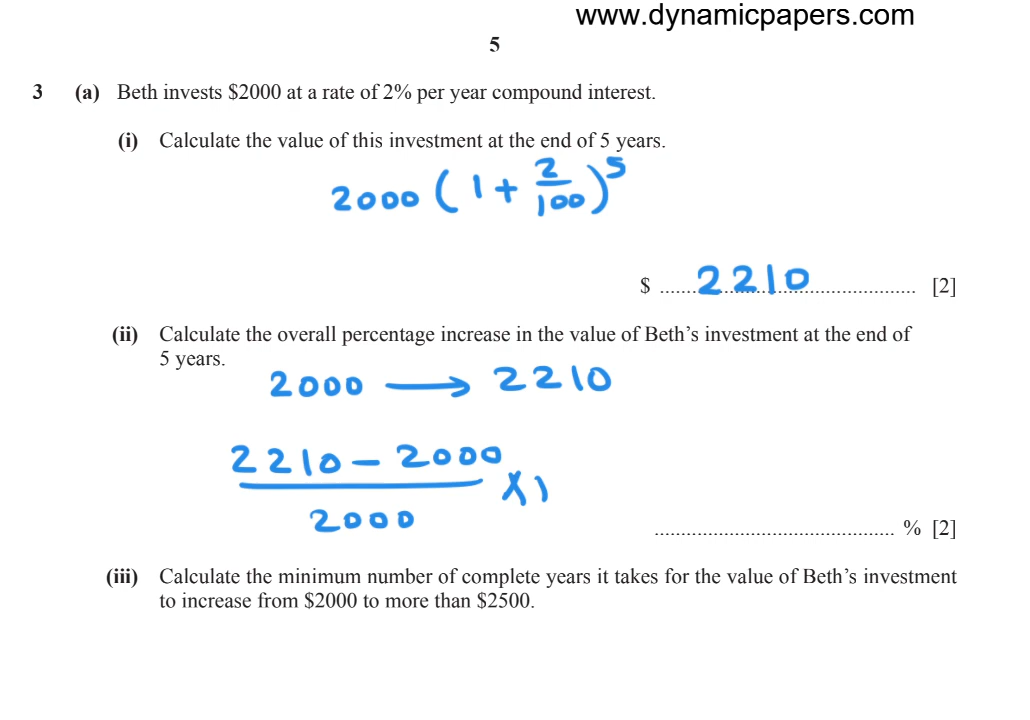 www.dynamicpapers.com
5
3 (a) Beth invests $2000 at a rate of 2% per year compound interest.
(i) Calculate the value of this investment at the end of 5 years.
2000 ( 1 + 2/100 )^5
$ ...... 2210 ...... [2]
(ii) Calculate the overall percentage increase in the value of Beth's investment at the end of
5 years.
2000 → 2210
2210 – 2000
× 1
2000
............................................ % [2]
(iii) Calculate the minimum number of complete years it takes for the value of Beth's investment
to increase from $2000 to more than $2500.